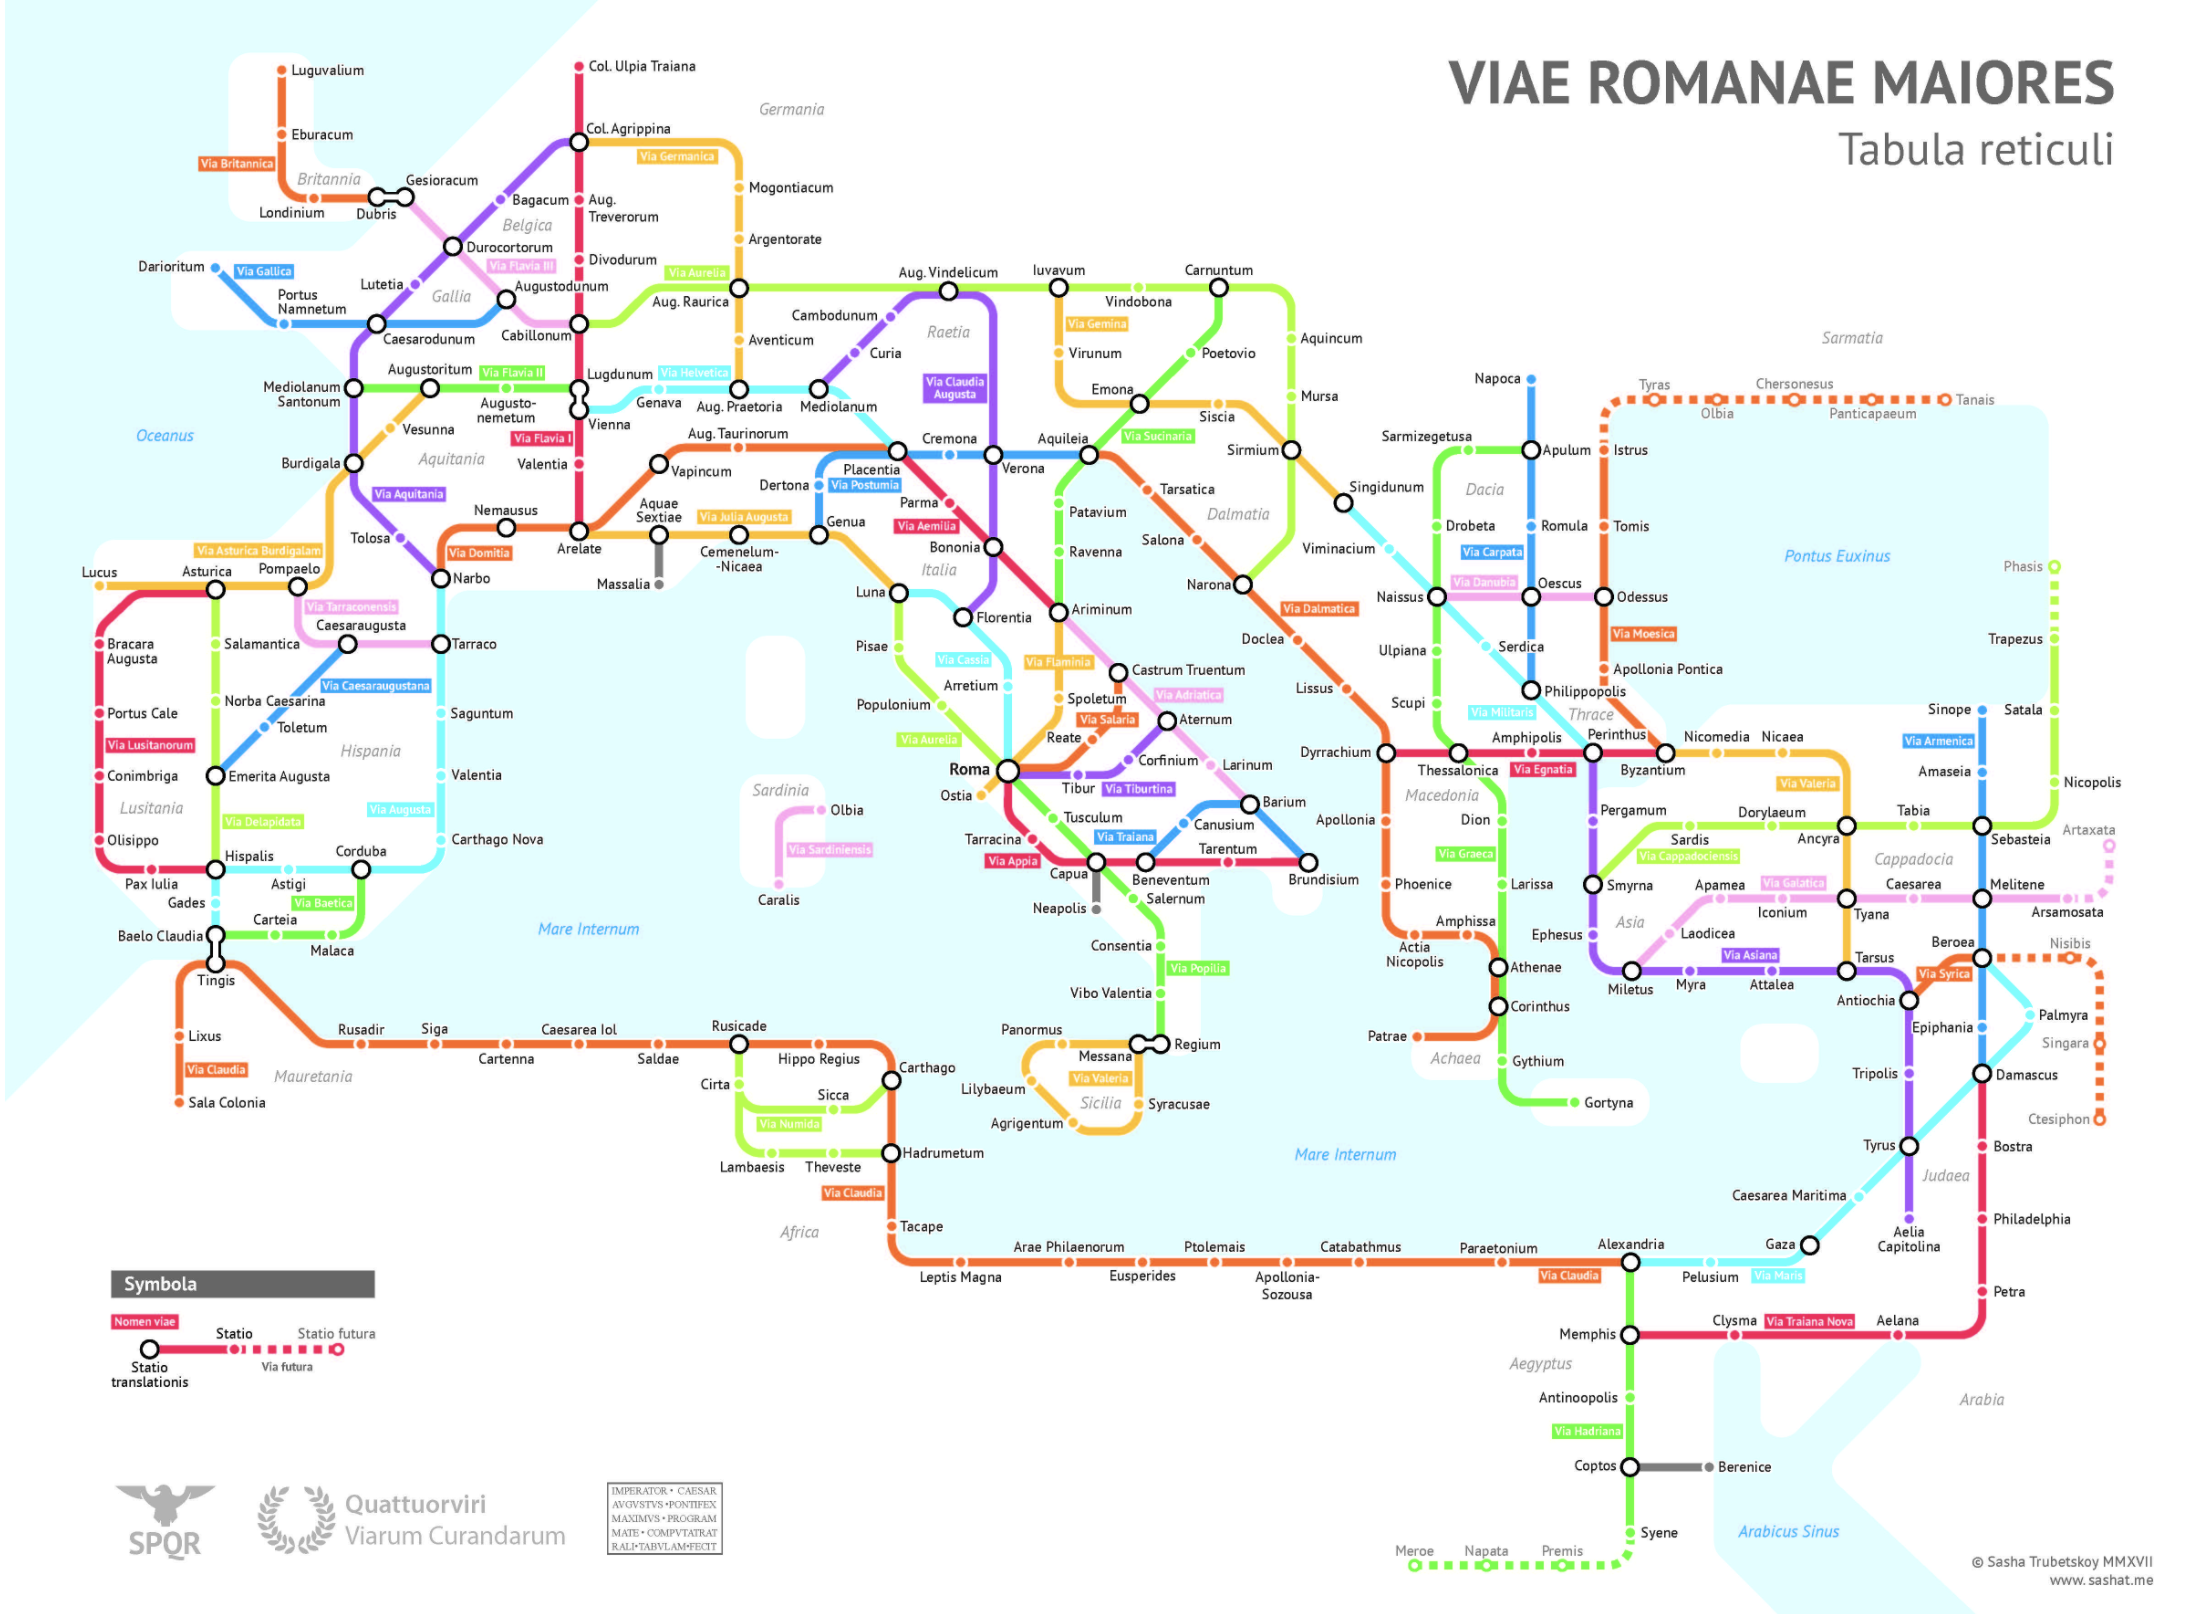 VIAE ROMANAE MAIORES
Tabula reticuli
Luguvalium
Eburacum
Via Britannica
Britannia
Londinium
Dubris
Gesioracum
Col. Ulpia Traiana
Germania
Col. Agrippina
Via Germanica
Mogontiacum
Bagacum
Aug.
Treverorum
Belgica
Durocortorum
Argentorate
Via Flavia III
Divodurum
Darioritum
Via Gallica
Portus
Namnetum
Lutetia
Gallia
Augustodunum
Via Aurelia
Aug. Raurica
Caesarodunum
Cabillonum
Aventicum
Aug. Vindelicum
Iuvavum
Carnuntum
Vindobona
Cambodunum
Raetia
Via Gemina
Curia
Virunum
Poetovio
Aquincum
Sarmatia
Augustoritum
Via Flavia II
Lugdunum
Via Helvetica
Mediolanum
Santonum
Augusto-
nemetum
Genava
Aug. Praetoria
Mediolanum
Via Claudia
Augusta
Emona
Siscia
Mursa
Napoca
Tyras
Olbia
Chersonesus
Panticapaeum
Tanais
Oceanus
Vesunna
Vienna
Via Flavia I
Aug. Taurinorum
Cremona
Aquileia
Via Sucinaria
Sirmium
Sarmizegetusa
Apulum
Istrus
Burdigala
Aquitania
Valentia
Vapincum
Placentia
Verona
Via Aquitania
Dertona
Via Postumia
Tarsatica
Singidunum
Dacia
Nemausus
Aquae
Sextiae
Via Julia Augusta
Genua
Parma
Via Aemilia
Patavium
Dalmatia
Tolosa
Via Domitia
Arelate
Cemenelum-
-Nicaea
Bononia
Ravenna
Salona
Viminacium
Drobeta
Romula
Tomis
Via Carpata
Pontus Euxinus
Via Asturica Burdigalam
Lucus
Asturica
Pompaelo
Narbo
Massalia
Italia
Luna
Narona
Naissus
Via Danubia
Oescus
Odessus
Phasis
Via Tarraconensis
Florentia
Ariminum
Via Dalmatica
Caesaraugusta
Bracara
Augusta
Salamantica
Tarraco
Pisae
Via Cassia
Via Flaminia
Castrum Truentum
Doclea
Ulpiana
Serdica
Via Moesica
Trapezus
Apollonia Pontica
Via Caesaraugustana
Norba Caesarina
Arretium
Spoletum
Via Adriatica
Lissus
Philippopolis
Portus Cale
Toletum
Saguntum
Populonium
Via Salaria
Aternum
Scupi
Via Militaris
Thrace
Sinope
Satala
Via Lusitanorum
Hispania
Via Aurelia
Reate
Corfinium
Dyrrachium
Amphipolis
Perinthus
Nicomedia
Nicaea
Via Armenica
Conimbriga
Emerita Augusta
Valentia
Roma
Tibur
Via Tiburtina
Larinum
Thessalonica
Via Egnatia
Byzantium
Via Valeria
Amaseia
Nicopolis
Lusitania
Via Delapidata
Via Augusta
Sardinia
Olbia
Ostia
Tusculum
Via Traiana
Canusium
Barium
Macedonia
Apollonia
Dion
Pergamum
Dorylaeum
Sardis
Ancyra
Tabia
Sebasteia
Artaxata
Olisippo
Carthago Nova
Via Sardiniensis
Tarracina
Via Appia
Tarentum
Via Graeca
Via Cappadociensis
Cappadocia
Pax Iulia
Hispalis
Astigi
Corduba
Caralis
Capua
Beneventum
Brundisium
Phoenice
Larissa
Smyrna
Apamea
Via Galatica
Caesarea
Melitene
Gades
Via Baetica
Neapolis
Salernum
Iconium
Tyana
Arsamosata
Carteia
Malaca
Baelo Claudia
Mare Internum
Consentia
Amphissa
Actia
Nicopolis
Ephesus
Asia
Laodicea
Via Asiana
Tarsus
Beroea
Nisibis
Tingis
Via Popilia
Athenae
Miletus
Myra
Attalea
Via Syrica
Vibo Valentia
Corinthus
Antiochia
Lixus
Rusadir
Siga
Cartenna
Caesarea Iol
Saldae
Rusicade
Hippo Regius
Panormus
Messana
Regium
Patrae
Achaea
Epiphania
Palmyra
Singara
Via Claudia
Mauretania
Cirta
Sicca
Carthago
Lilybaeum
Via Valeria
Gythium
Tripolis
Damascus
Sala Colonia
Via Numida
Agrigentum
Sicilia
Syracusae
Gortyna
Ctesiphon
Lambaesis
Theveste
Hadrumetum
Mare Internum
Tyrus
Bostra
Judaea
Via Claudia
Caesarea Maritima
Africa
Tacape
Philadelphia
Arae Philaenorum
Ptolemais
Catabathmus
Paraetonium
Alexandria
Gaza
Aelia
Capitolina
Leptis Magna
Eusperides
Apollonia-
Sozousa
Via Claudia
Pelusium
Via Maris
Petra
Memphis
Clysma
Via Traiana Nova
Aelana
Aegyptus
Antinoopolis
Arabia
Via Hadriana
Coptos
Berenice
Syene
Arabicus Sinus
Meroe
Napata
Premis
Symbola
Nomen viae
Statio
Statio futura
Statio
translationis
Via futura
SPQR
Quattuorviri
Viarum Curandarum
IMPERATOR • CAESAR
AVGVSTVS •PONTIFEX
MAXIMVS • PROGRAM
MATE • COMPVTATRAT
RALI•TABVLAM•FECIT
© Sasha Trubetskoy MMXVII
www.sashat.me